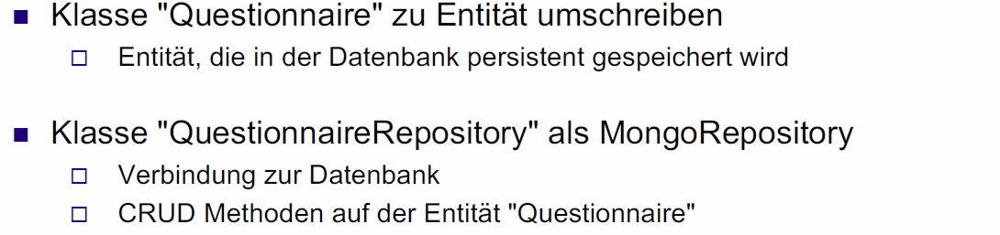 Klasse "Questionnaire" zu Entität umschreiben
Entität, die in der Datenbank persistent gespeichert wird
Klasse "QuestionnaireRepository" als MongoRepository
Verbindung zur Datenbank
CRUD Methoden auf der Entität "Questionnaire"